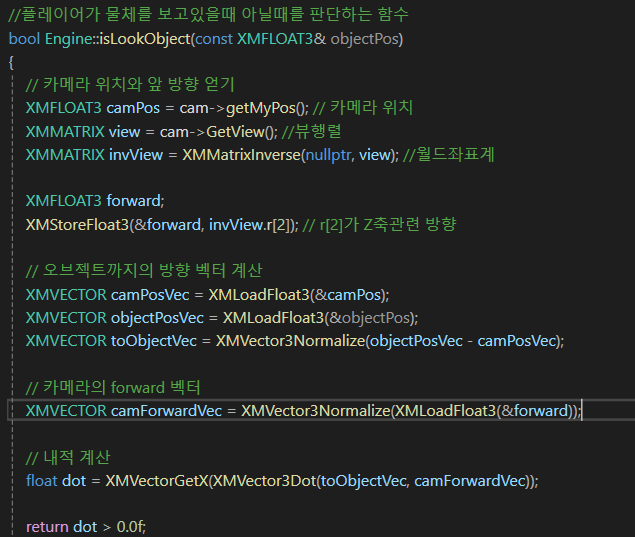 //플레이어가 물체를 보고있을때 아닐때를 판단하는 함수
bool Engine::isLookObject(const XMFLOAT3& objectPos)
{
// 카메라 위치와 앞 방향 얻기
XMFLOAT3 camPos = cam->getMyPos(); // 카메라 위치
XMMATRIX view = cam->GetView(); //뷰행렬
XMMATRIX invView = XMMatrixInverse(nullptr, view); //월드좌표계
XMFLOAT3 forward;
XMStoreFloat3(&forward, invView.r[2]); // r[2]가 Z축관련 방향
// 오브젝트까지의 방향 벡터 계산
XMVECTOR camPosVec = XMLoadFloat3(&camPos);
XMVECTOR objectPosVec = XMLoadFloat3(&objectPos);
XMVECTOR toObjectVec = XMVector3Normalize(objectPosVec - camPosVec);
// 카메라의 forward 벡터
XMVECTOR camForwardVec = XMVector3Normalize(XMLoadFloat3(&forward));
// 내적 계산
float dot = XMVectorGetX(XMVector3Dot(toObjectVec, camForwardVec));
return dot > 0.0f;